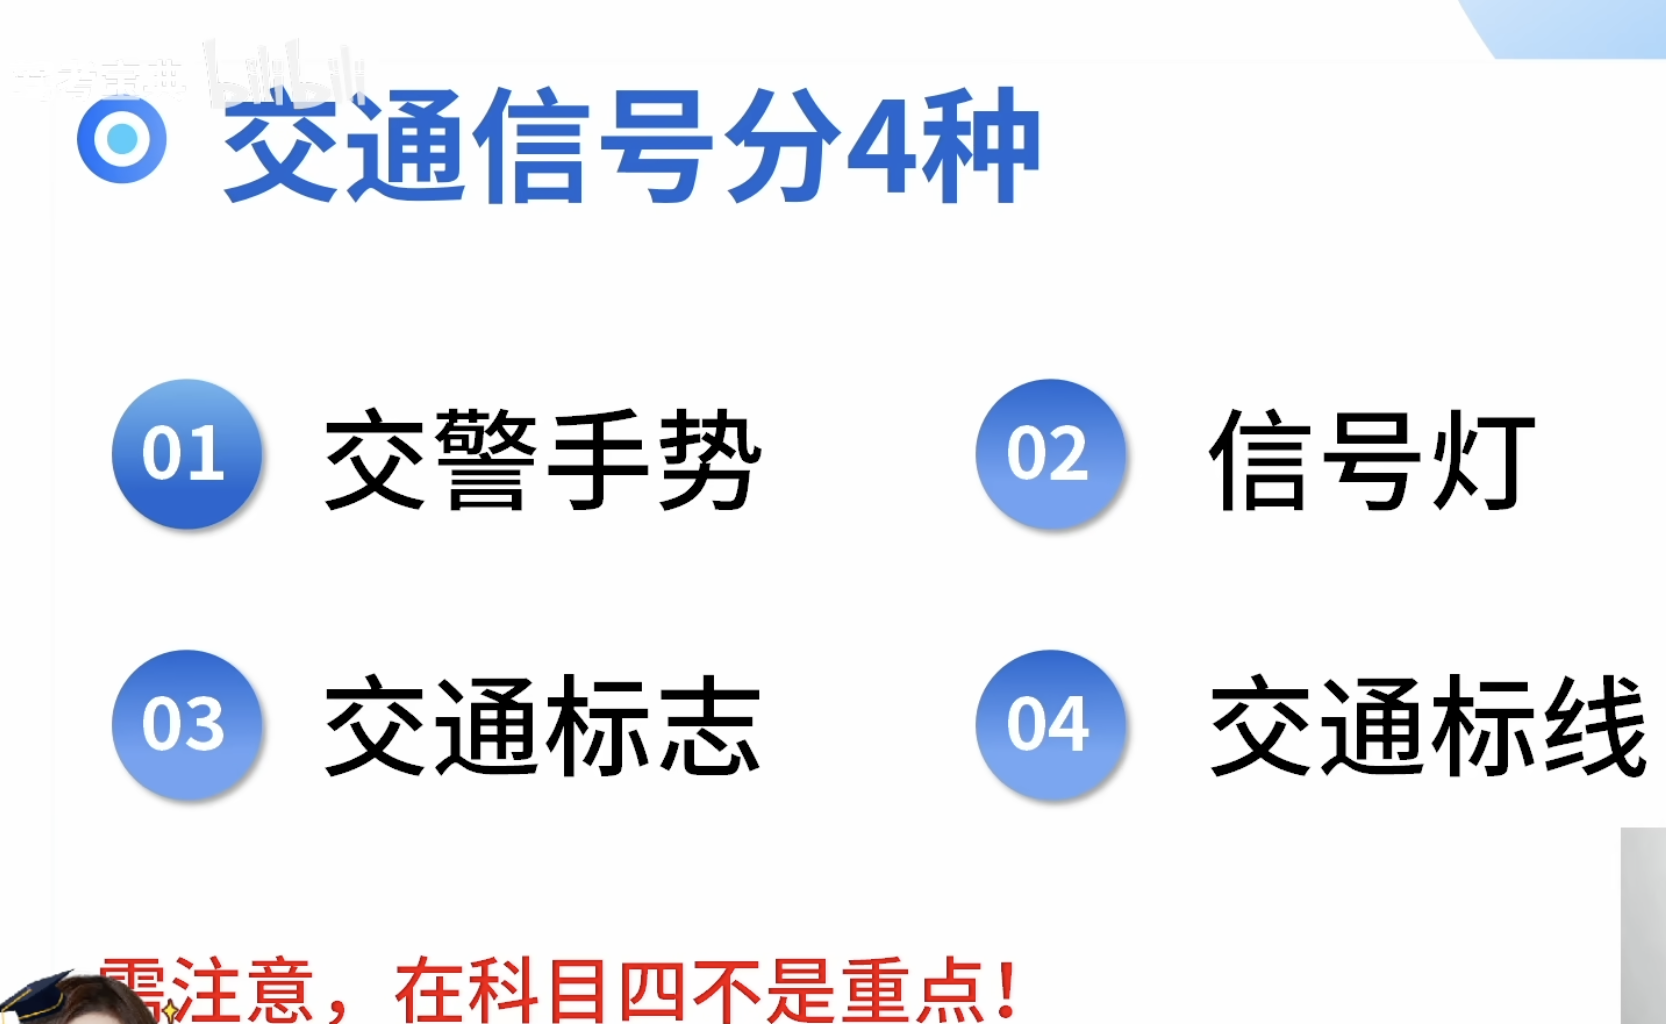 bilibili
交通信号分4种
01 交警手势
02 信号灯
03 交通标志
04 交通标线
需注意，在科目四不是重点！